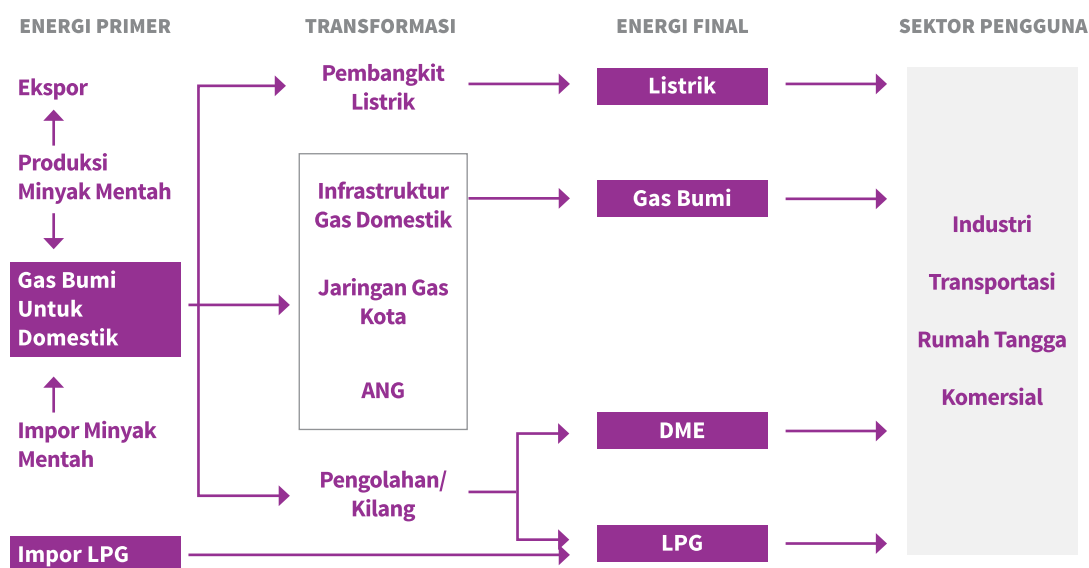 ENERGI PRIMER
TRANSFORMASI
ENERGI FINAL
SEKTOR PENGGUNA
Ekspor
Produksi
Minyak Mentah
Gas Bumi
Untuk
Domestik
Impor Minyak
Mentah
Impor LPG
Pembangkit
Listrik
Infrastruktur
Gas Domestik
Jaringan Gas
Kota
ANG
Pengolahan/
Kilang
Listrik
Gas Bumi
DME
LPG
Industri
Transportasi
Rumah Tangga
Komersial